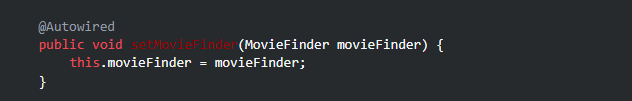 @Autowired
public void setMovieFinder(MovieFinder movieFinder) {
    this.movieFinder = movieFinder;
}